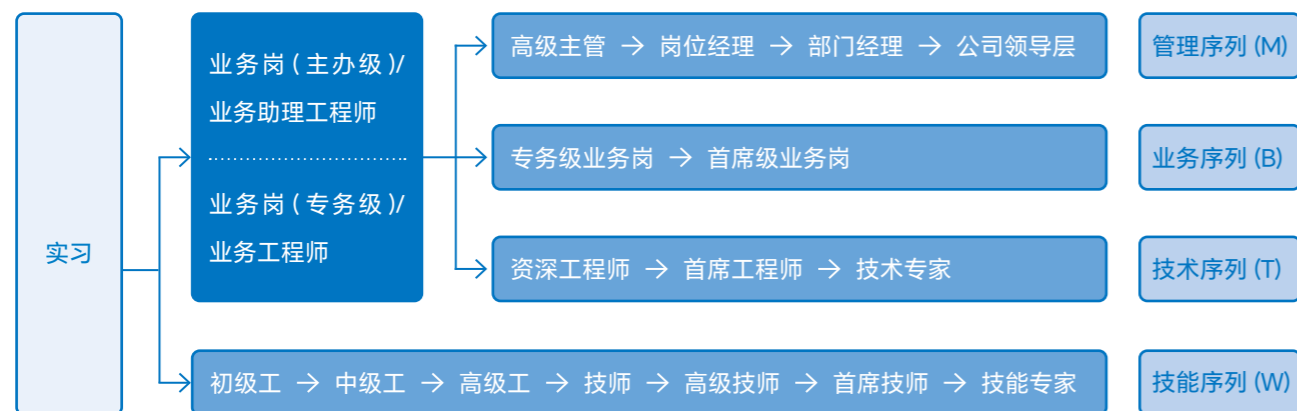 实习
业务岗(主办级)/
业务助理工程师
业务岗(专务级)/
业务工程师
高级主管 → 岗位经理 → 部门经理 → 公司领导层
管理序列 (M)
专务级业务岗 → 首席级业务岗
业务序列 (B)
资深工程师 → 首席工程师 → 技术专家
技术序列 (T)
初级工 → 中级工 → 高级工 → 技师 → 高级技师 → 首席技师 → 技能专家
技能序列 (W)